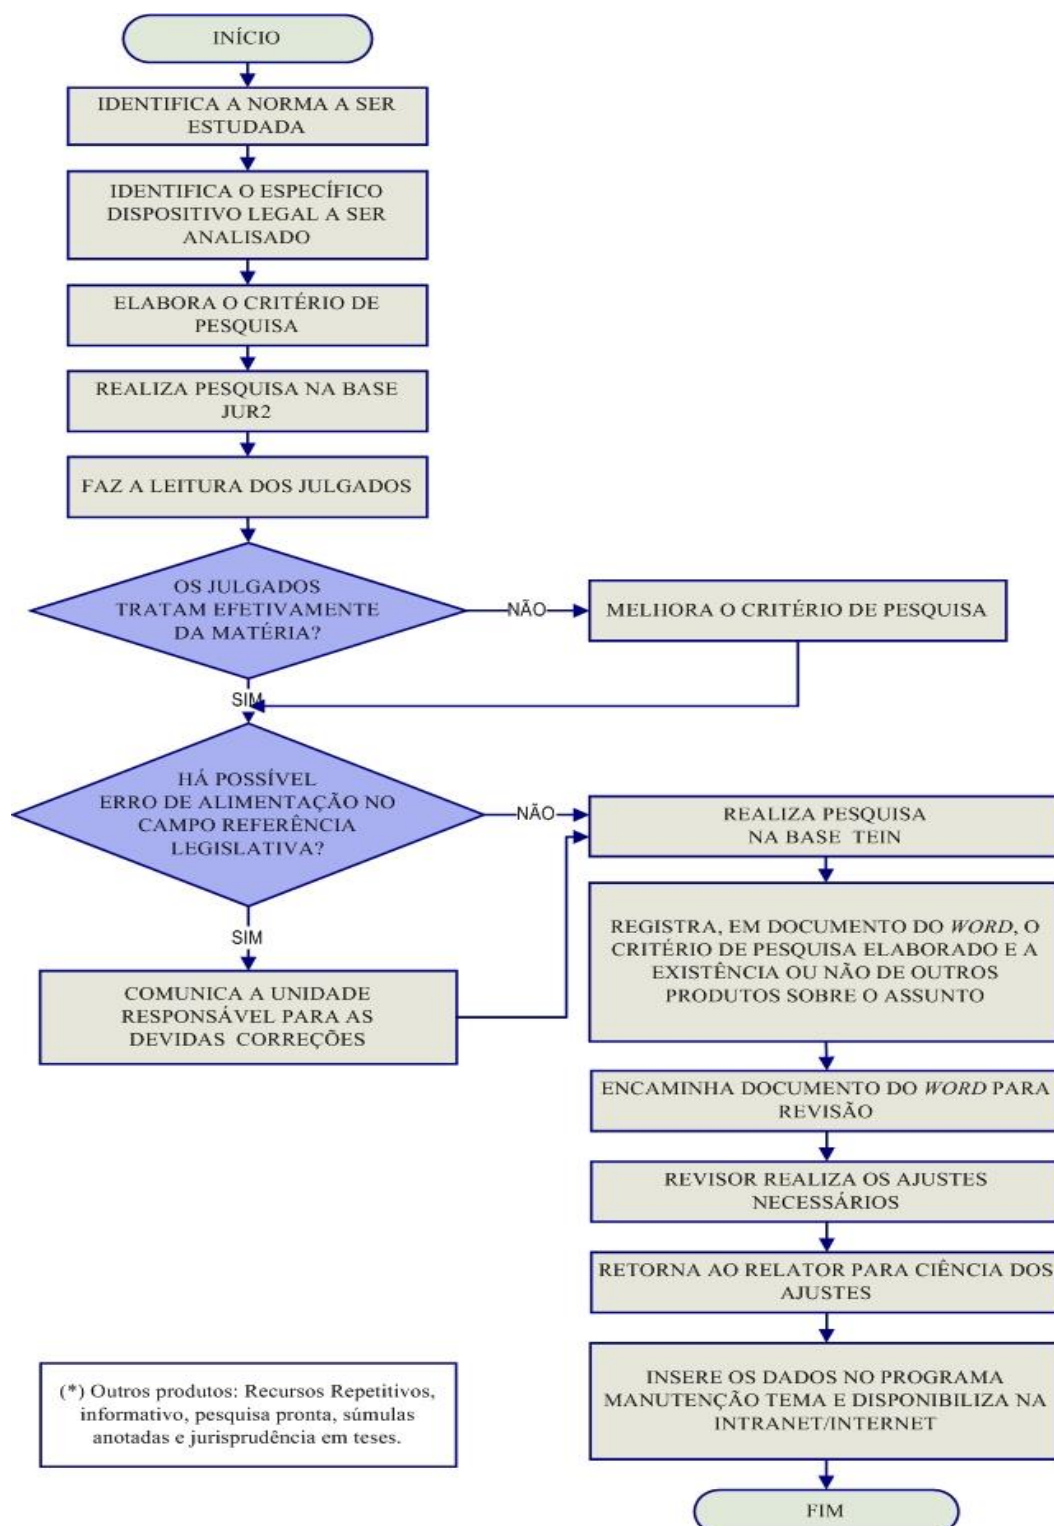 INÍCIO
IDENTIFICA A NORMA A SER
ESTUDADA
IDENTIFICA O ESPECÍFICO
DISPOSITIVO LEGAL A SER
ANALISADO
ELABORA O CRITÉRIO DE
PESQUISA
REALIZA PESQUISA NA BASE
JUR2
FAZ A LEITURA DOS JULGADOS
OS JULGADOS
TRATAM EFETIVAMENTE
DA MATÉRIA?
NÃO
MELHORA O CRITÉRIO DE PESQUISA
SIM
HÁ POSSÍVEL
ERRO DE ALIMENTAÇÃO NO
CAMPO REFERÊNCIA
LEGISLATIVA?
NÃO
REALIZA PESQUISA
NA BASE TEIN
SIM
COMUNICA A UNIDADE
RESPONSÁVEL PARA AS
DEVIDAS CORREÇÕES
REGISTRA, EM DOCUMENTO DO WORD, O
CRITÉRIO DE PESQUISA ELABORADO E A
EXISTÊNCIA OU NÃO DE OUTROS
PRODUTOS SOBRE O ASSUNTO
ENCAMINHA DOCUMENTO DO WORD PARA
REVISÃO
REVISOR REALIZA OS AJUSTES
NECESSÁRIOS
RETORNA AO RELATOR PARA CIÊNCIA DOS
AJUSTES
INSERE OS DADOS NO PROGRAMA
MANUTENÇÃO TEMA E DISPONIBILIZA NA
INTRANET/INTERNET
FIM
(*) Outros produtos: Recursos Repetitivos,
informativo, pesquisa pronta, súmulas
anotadas e jurisprudência em teses.